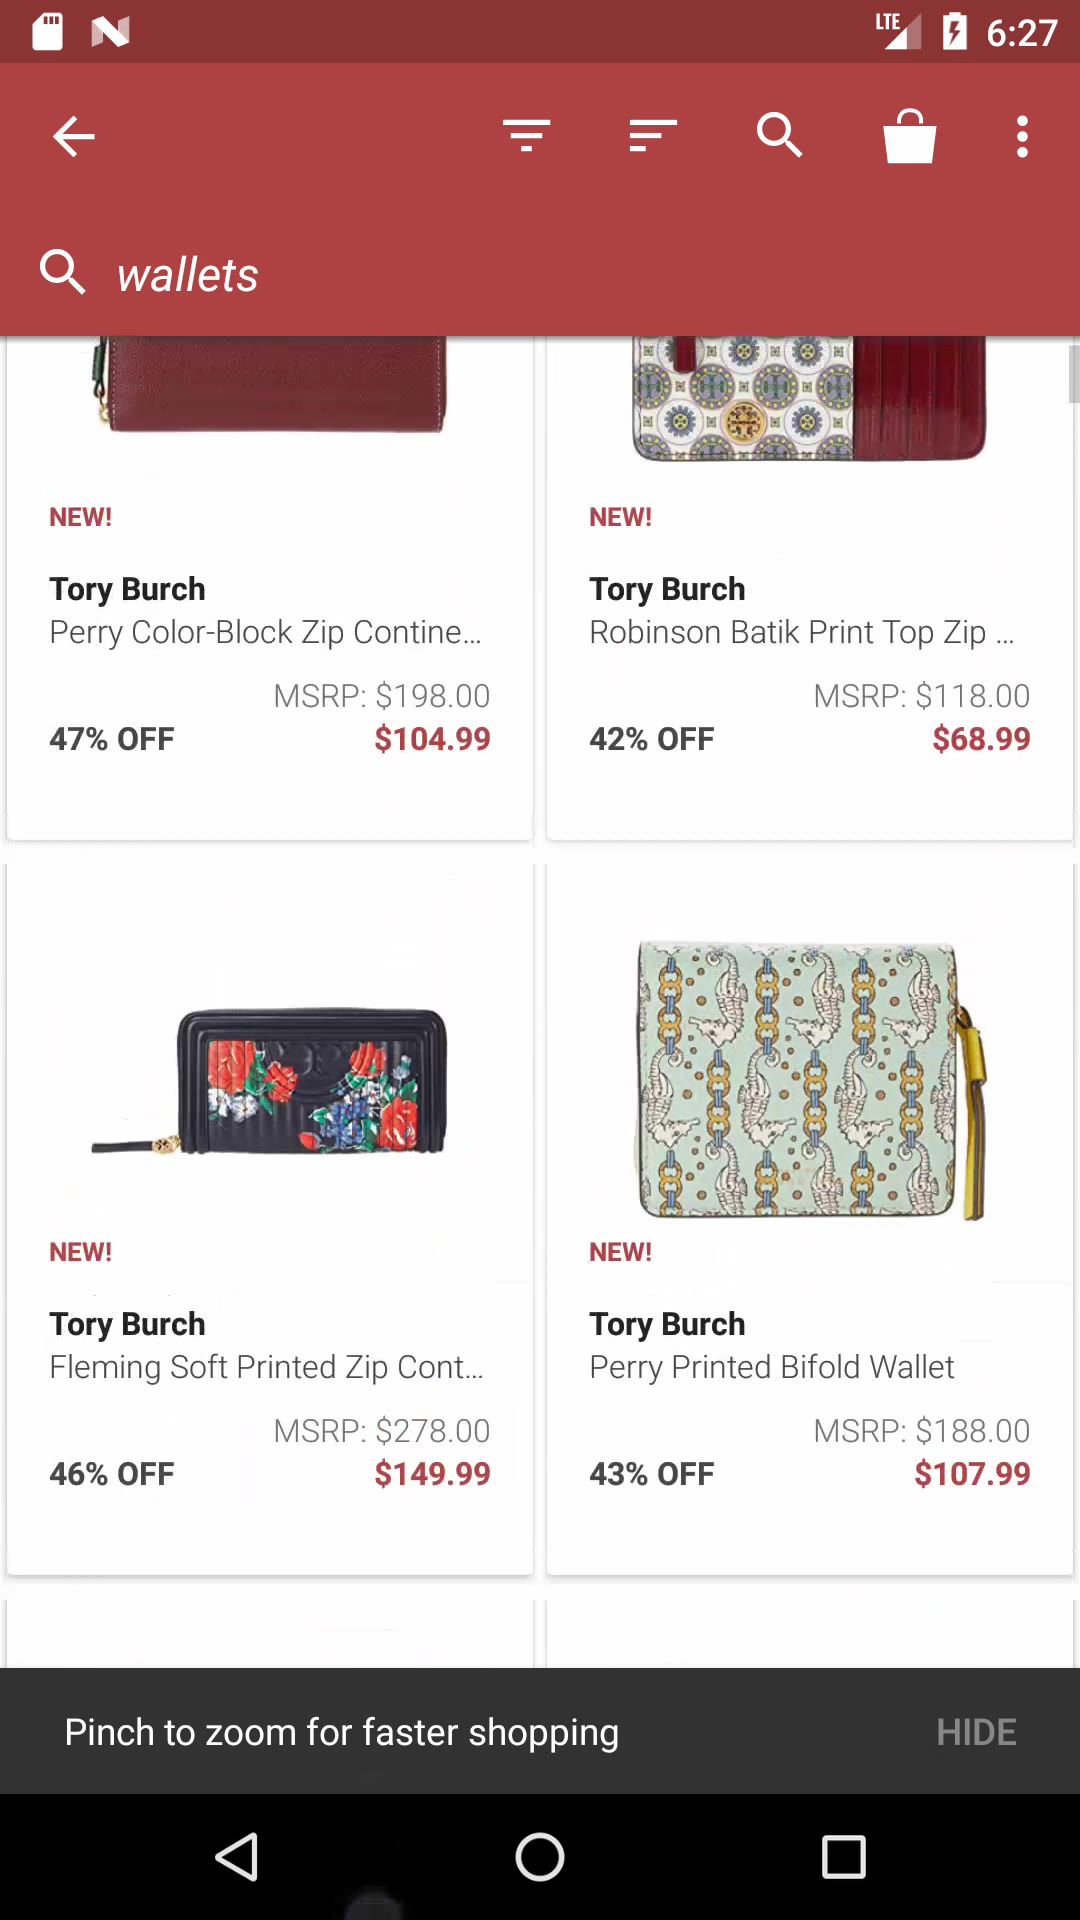 LTE 6:27
wallets
NEW!
Tory Burch
Perry Color-Block Zip Contine...
MSRP: $198.00
47% OFF $104.99
NEW!
Tory Burch
Robinson Batik Print Top Zip ...
MSRP: $118.00
42% OFF $68.99
NEW!
Tory Burch
Fleming Soft Printed Zip Cont...
MSRP: $278.00
46% OFF $149.99
NEW!
Tory Burch
Perry Printed Bifold Wallet
MSRP: $188.00
43% OFF $107.99
Pinch to zoom for faster shopping HIDE